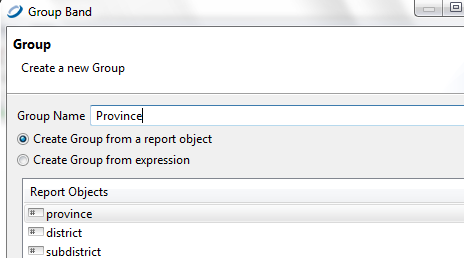 Group Band
Group
Create a new Group
Group Name Province
Create Group from a report object
Create Group from expression
Report Objects
province
district
subdistrict